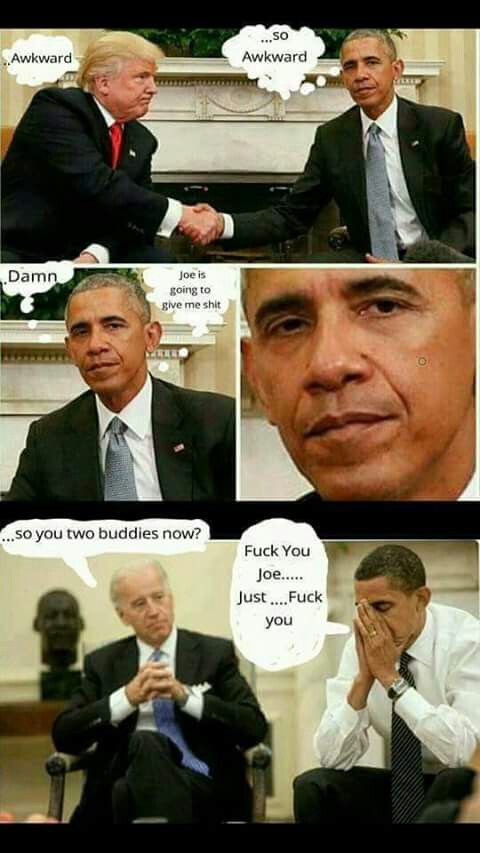 ..Awkward
...so
Awkward
.Damn
Joe is
going to
give me shit
...so you two buddies now?
Fuck You
Joe.....
Just ....Fuck
you